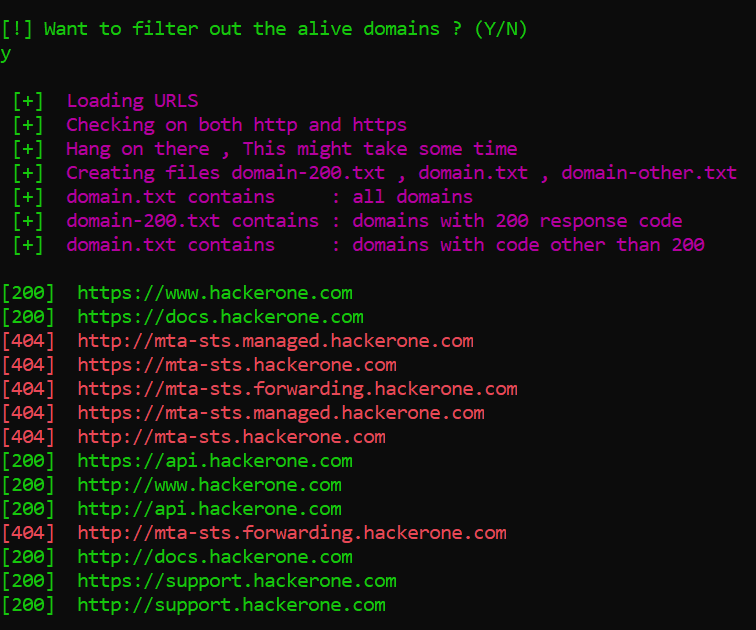 [!] Want to filter out the alive domains ? (Y/N)
y
[+] Loading URLS
[+] Checking on both http and https
[+] Hang on there , This might take some time
[+] Creating files domain-200.txt , domain.txt , domain-other.txt
[+] domain.txt contains     : all domains
[+] domain-200.txt contains : domains with 200 response code
[+] domain.txt contains     : domains with code other than 200
[200]  https://www.hackerone.com
[200]  https://docs.hackerone.com
[404]  http://mta-sts.managed.hackerone.com
[404]  https://mta-sts.hackerone.com
[404]  https://mta-sts.forwarding.hackerone.com
[404]  https://mta-sts.managed.hackerone.com
[404]  http://mta-sts.hackerone.com
[200]  https://api.hackerone.com
[200]  http://www.hackerone.com
[200]  http://api.hackerone.com
[404]  http://mta-sts.forwarding.hackerone.com
[200]  http://docs.hackerone.com
[200]  https://support.hackerone.com
[200]  http://support.hackerone.com